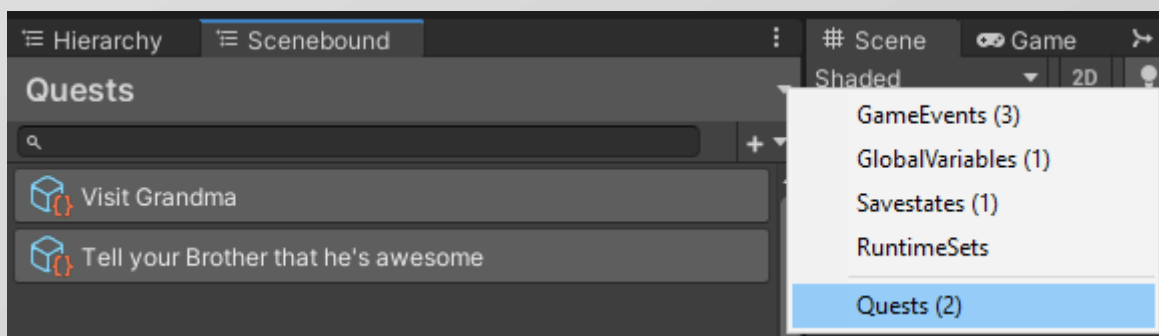 Hierarchy
Scenebound
Scene
Game
Quests
Shaded
2D
GameEvents (3)
GlobalVariables (1)
Savestates (1)
RuntimeSets
Quests (2)
Visit Grandma
Tell your Brother that he's awesome